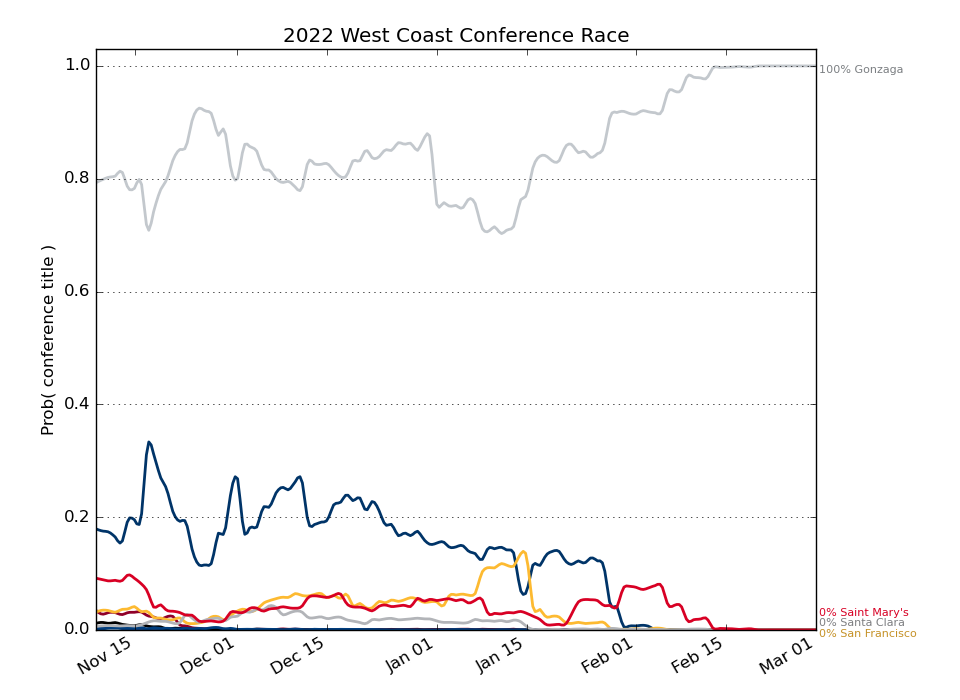 2022 West Coast Conference Race
1.0
100% Gonzaga
0.8
0.6
Prob( conference title )
0.4
0.2
0% Saint Mary's
0% Santa Clara
0.0
0% San Francisco
Nov 15
Dec 01
Dec 15
Jan 01
Jan 15
Feb 01
Feb 15
Mar 01